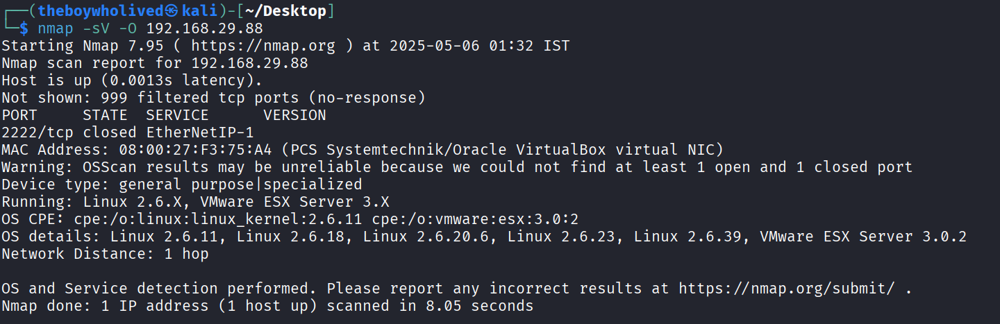 ┌──(theboywholived㉿kali)-[~/Desktop]
└─$ nmap -sV -O 192.168.29.88
Starting Nmap 7.95 ( https://nmap.org ) at 2025-05-06 01:32 IST
Nmap scan report for 192.168.29.88
Host is up (0.0013s latency).
Not shown: 999 filtered tcp ports (no-response)
PORT     STATE  SERVICE      VERSION
2222/tcp closed EtherNetIP-1
MAC Address: 08:00:27:F3:75:A4 (PCS Systemtechnik/Oracle VirtualBox virtual NIC)
Warning: OSScan results may be unreliable because we could not find at least 1 open and 1 closed port
Device type: general purpose|specialized
Running: Linux 2.6.X, VMware ESX Server 3.X
OS CPE: cpe:/o:linux:linux_kernel:2.6.11 cpe:/o:vmware:esx:3.0:2
OS details: Linux 2.6.11, Linux 2.6.18, Linux 2.6.20.6, Linux 2.6.23, Linux 2.6.39, VMware ESX Server 3.0.2
Network Distance: 1 hop

OS and Service detection performed. Please report any incorrect results at https://nmap.org/submit/ .
Nmap done: 1 IP address (1 host up) scanned in 8.05 seconds